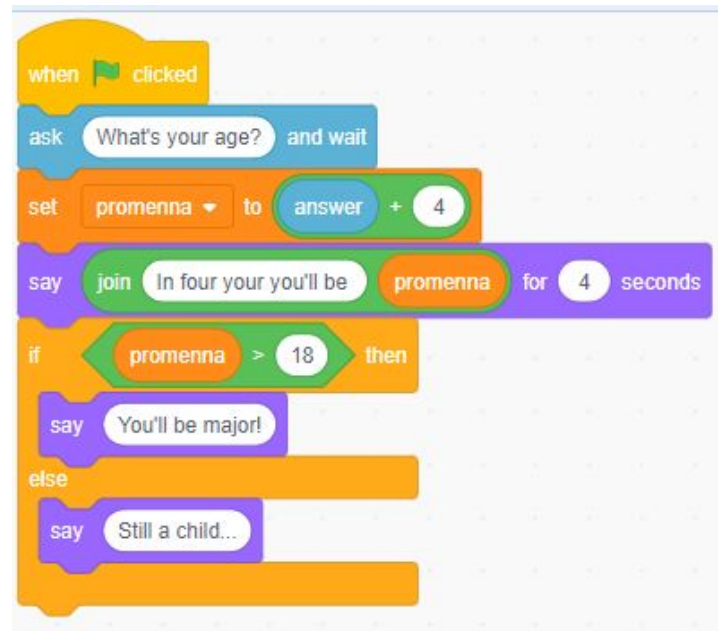 when clicked
ask What's your age? and wait
set promenna to answer + 4
say join In four your you'll be promenna for 4 seconds
if promenna > 18 then
say You'll be major!
else
say Still a child...